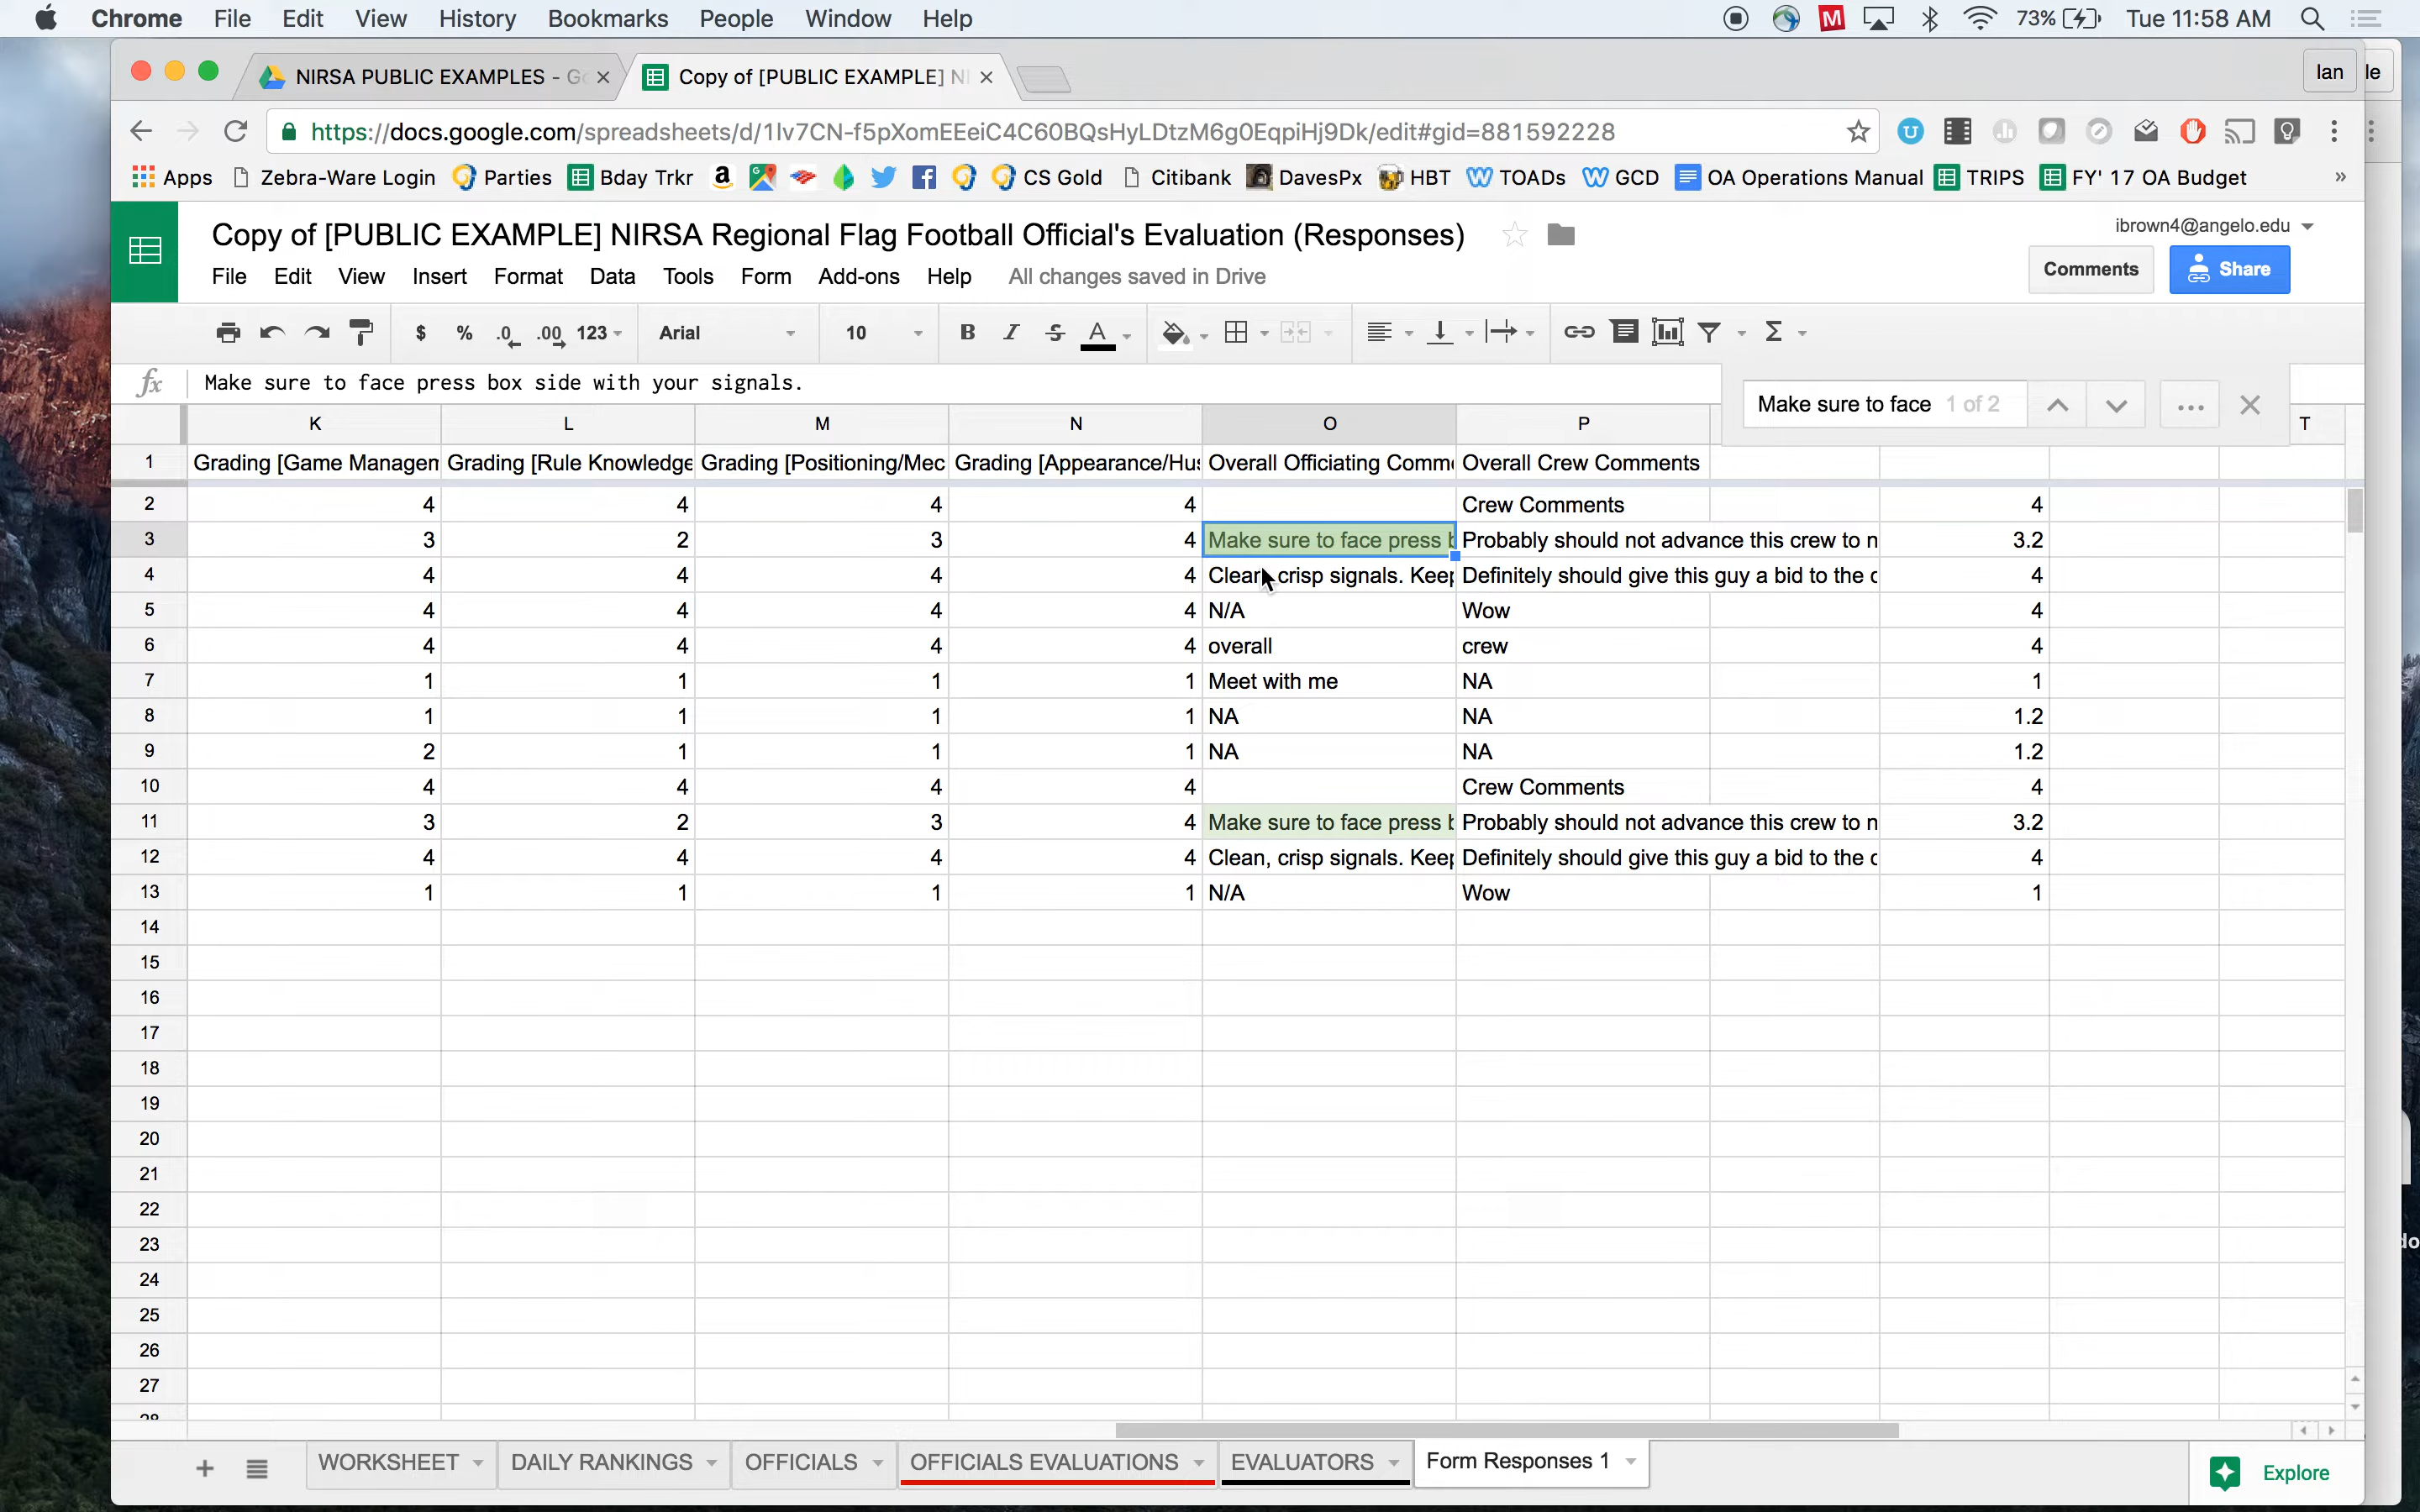 Chrome File Edit View History Bookmarks People Window Help M 73% Tue 11:58 AM
NIRSA PUBLIC EXAMPLES - Go Copy of [PUBLIC EXAMPLE] NI Ian le
https://docs.google.com/spreadsheets/d/1lv7CN-f5pXomEEeiC4C60BQsHyLDtzM6g0EqpiHj9Dk/edit#gid=881592228
Apps Zebra-Ware Login Parties Bday Trkr CS Gold Citibank DavesPx HBT TOADs GCD OA Operations Manual TRIPS FY' 17 OA Budget »
Copy of [PUBLIC EXAMPLE] NIRSA Regional Flag Football Official's Evaluation (Responses) ibrown4@angelo.edu
File Edit View Insert Format Data Tools Form Add-ons Help All changes saved in Drive Comments Share
$ % .0 .00 123 Arial 10 B I S A Σ
fx Make sure to face press box side with your signals. Make sure to face 1 of 2
K L M N O P T
1 Grading [Game Managem Grading [Rule Knowledge Grading [Positioning/Mec Grading [Appearance/Hus Overall Officiating Comme Overall Crew Comments
2 4 4 4 4 Crew Comments 4
3 3 2 3 4 Make sure to face press b Probably should not advance this crew to n 3.2
4 4 4 4 4 Clean, crisp signals. Keep Definitely should give this guy a bid to the c 4
5 4 4 4 4 N/A Wow 4
6 4 4 4 4 overall crew 4
7 1 1 1 1 Meet with me NA 1
8 1 1 1 1 NA NA 1.2
9 2 1 1 1 NA NA 1.2
10 4 4 4 4 Crew Comments 4
11 3 2 3 4 Make sure to face press b Probably should not advance this crew to n 3.2
12 4 4 4 4 Clean, crisp signals. Keep Definitely should give this guy a bid to the c 4
13 1 1 1 1 N/A Wow 1
14
15
16
17
18
19
20
21
22
23
24
25
26
27
28
WORKSHEET DAILY RANKINGS OFFICIALS OFFICIALS EVALUATIONS EVALUATORS Form Responses 1 Explore